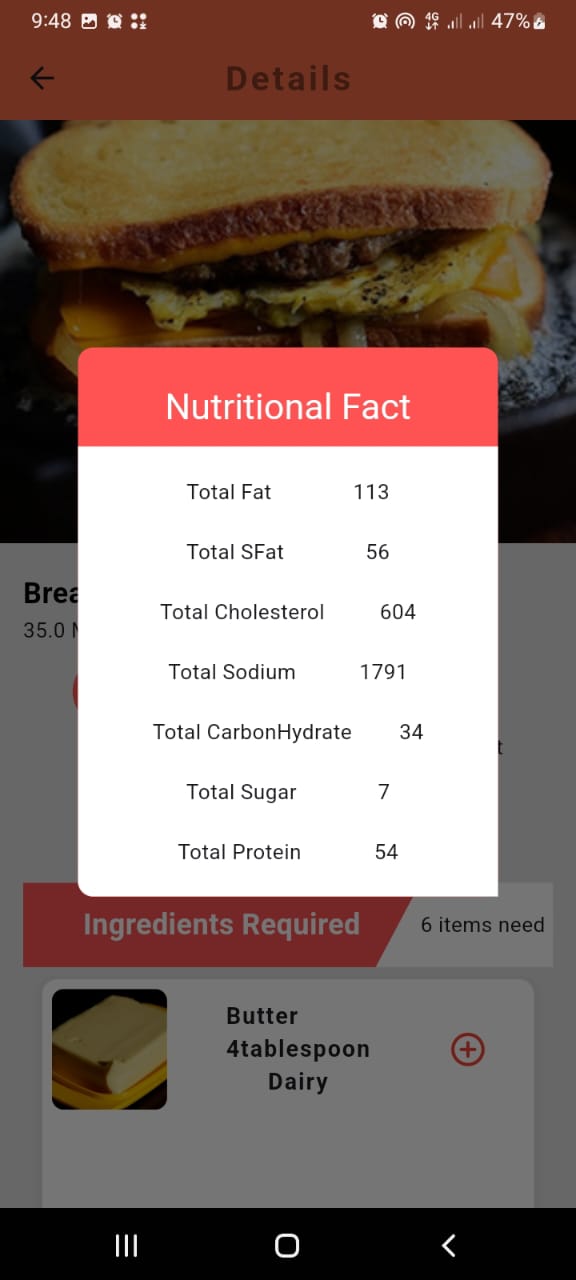 9:48 4G 47%
Details
Nutritional Fact
Total Fat 113
Total SFat 56
Total Cholesterol 604
Total Sodium 1791
Total CarbonHydrate 34
Total Sugar 7
Total Protein 54
35.0
Ingredients Required 6 items need
Butter
4tablespoon
Dairy